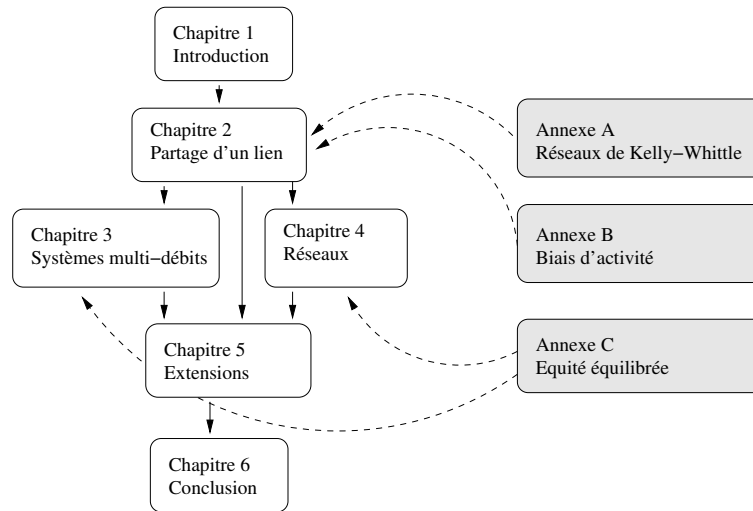 Chapitre 1
Introduction
Chapitre 2
Partage d'un lien
Annexe A
Réseaux de Kelly−Whittle
Chapitre 3
Systèmes multi−débits
Chapitre 4
Réseaux
Annexe B
Biais d'activité
Chapitre 5
Extensions
Annexe C
Equité équilibrée
Chapitre 6
Conclusion